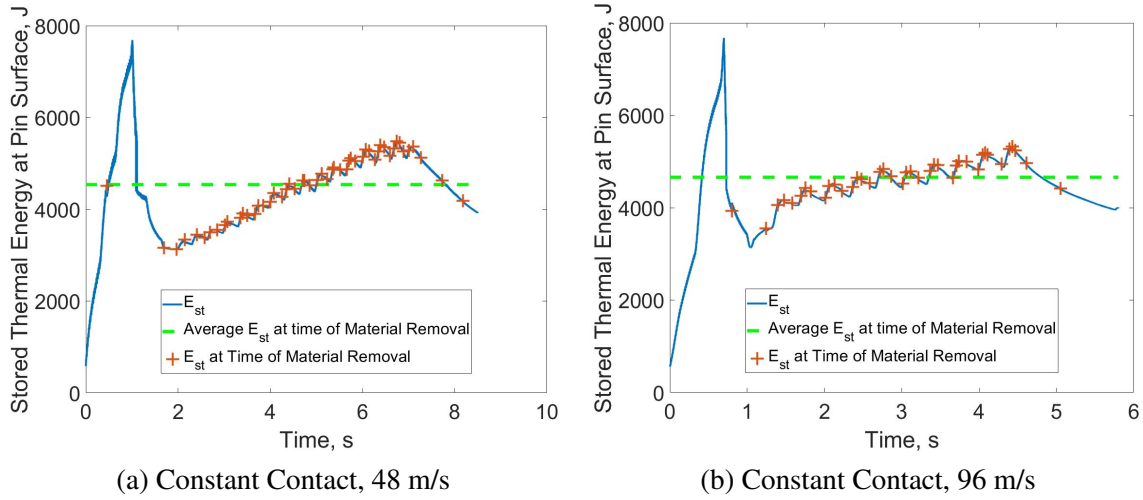 Stored Thermal Energy at Pin Surface, J
8000
6000
4000
2000
0
E_st
Average E_st at time of Material Removal
E_st at Time of Material Removal
0 2 4 6 8 10
Time, s
(a) Constant Contact, 48 m/s
Stored Thermal Energy at Pin Surface, J
8000
6000
4000
2000
0
E_st
Average E_st at time of Material Removal
E_st at Time of Material Removal
0 1 2 3 4 5 6
Time, s
(b) Constant Contact, 96 m/s